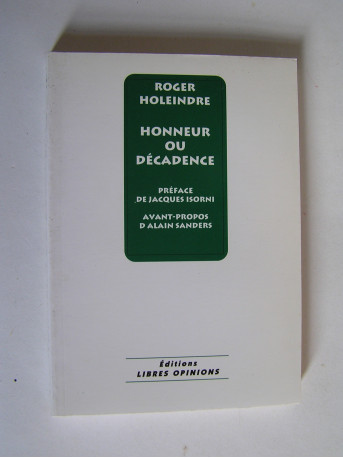 ROGER
HOLEINDRE
HONNEUR
OU
DÉCADENCE
PRÉFACE
DE JACQUES ISORNI
AVANT-PROPOS
D ALAIN SANDERS
Éditions
LIBRES OPINIONS